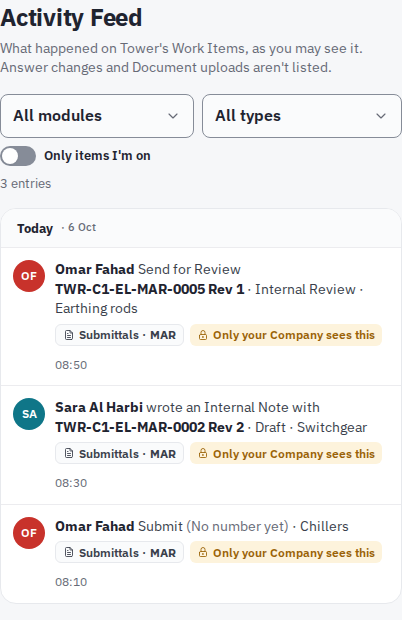 Activity Feed
What happened on Tower's Work Items, as you may see it.
Answer changes and Document uploads aren't listed.
All modules
All types
Only items I'm on
3 entries
Today · 6 Oct
OF
Omar Fahad Send for Review
TWR-C1-EL-MAR-0005 Rev 1 · Internal Review ·
Earthing rods
Submittals · MAR
Only your Company sees this
08:50
SA
Sara Al Harbi wrote an Internal Note with
TWR-C1-EL-MAR-0002 Rev 2 · Draft · Switchgear
Submittals · MAR
Only your Company sees this
08:30
OF
Omar Fahad Submit (No number yet) · Chillers
Submittals · MAR
Only your Company sees this
08:10